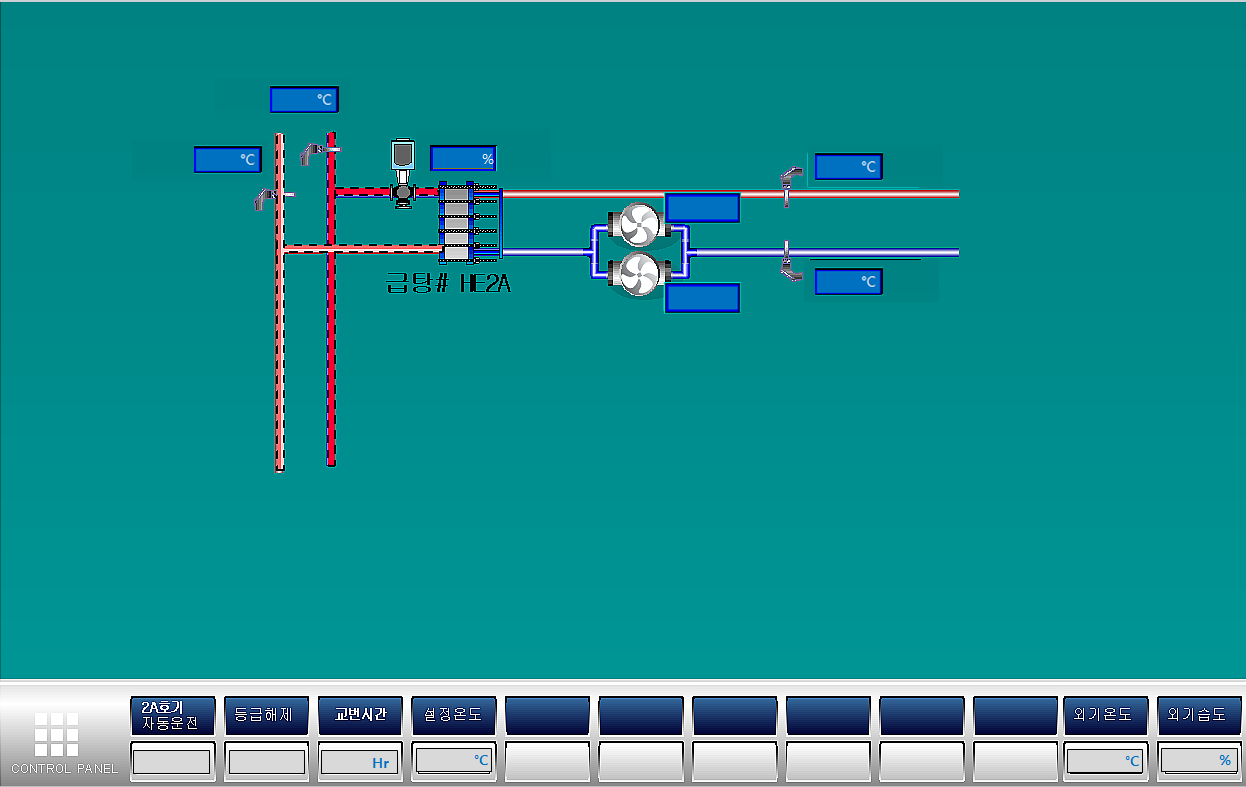 ℃
℃
%
℃
급탕# HE2A
℃
2A호기
자동운전
등급해제
교번시간
설정온도
외기온도
외기습도
Hr
℃
℃
%
CONTROL PANEL